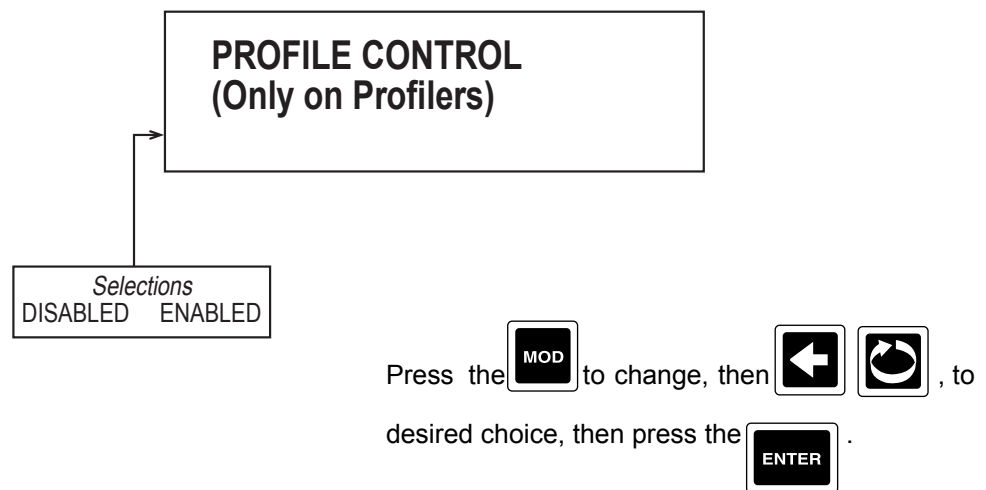 PROFILE CONTROL
(Only on Profilers)
Selections
DISABLED ENABLED
Press the MOD to change, then , to
desired choice, then press the ENTER .